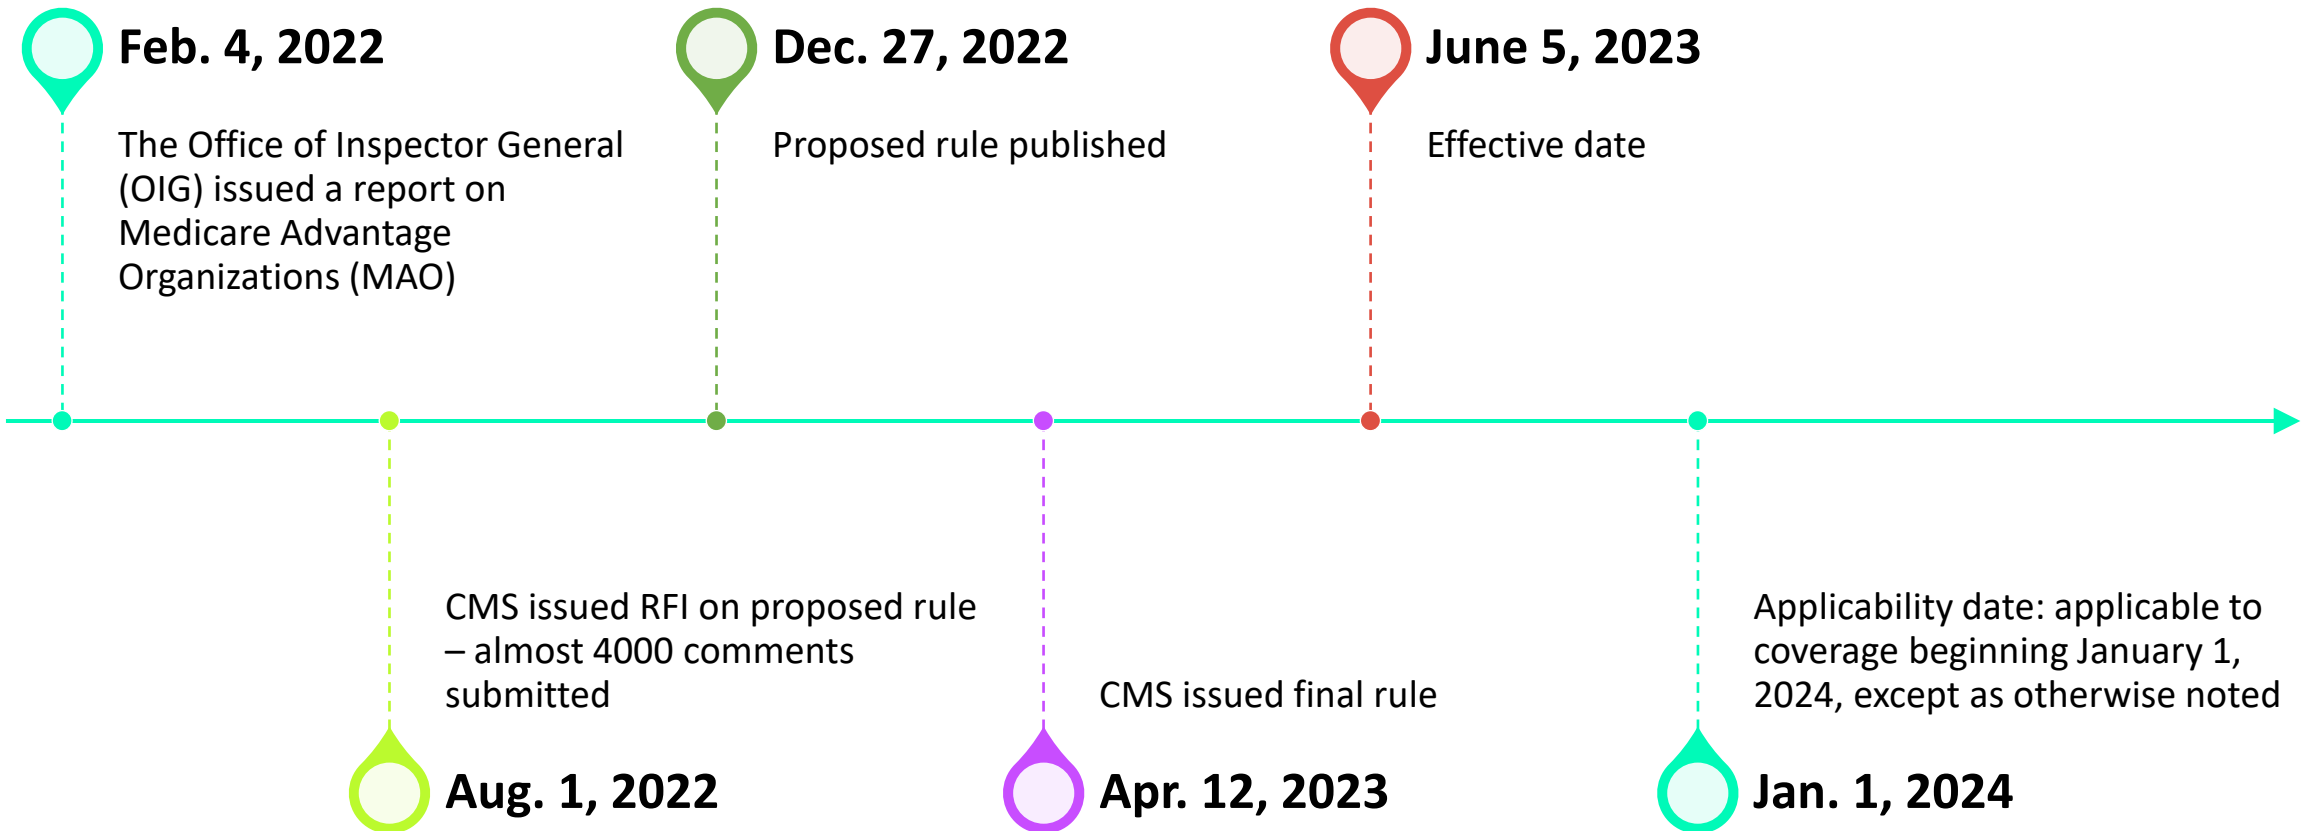 Feb. 4, 2022
The Office of Inspector General
(OIG) issued a report on
Medicare Advantage
Organizations (MAO)
CMS issued RFI on proposed rule
– almost 4000 comments
submitted
Aug. 1, 2022
Dec. 27, 2022
Proposed rule published
CMS issued final rule
Apr. 12, 2023
June 5, 2023
Effective date
Applicability date: applicable to
coverage beginning January 1,
2024, except as otherwise noted
Jan. 1, 2024